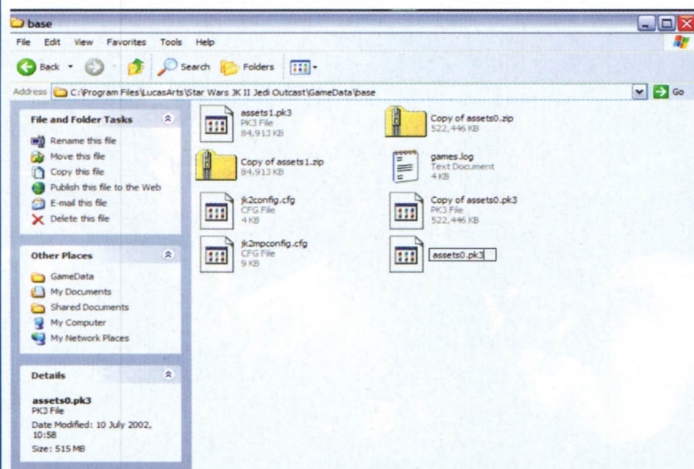 base
File Edit View Favorites Tools Help
Back Search Folders
Address C:\Program Files\LucasArts\Star Wars JK II Jedi Outcast\GameData\base Go
File and Folder Tasks
Rename this file
Move this file
Copy this file
Publish this file to the Web
E-mail this file
Delete this file
Other Places
GameData
My Documents
Shared Documents
My Computer
My Network Places
Details
assets0.pk3
PK3 File
Date Modified: 10 July 2002,
10:58
Size: 515 MB
assets1.pk3
PK3 File
84,913 KB
Copy of assets0.zip
522,446 KB
Copy of assets1.zip
84,913 KB
games.log
Text Document
4 KB
jk2config.cfg
CFG File
4 KB
Copy of assets0.pk3
PK3 File
522,446 KB
jk2mpconfig.cfg
CFG File
9 KB
assets0.pk3